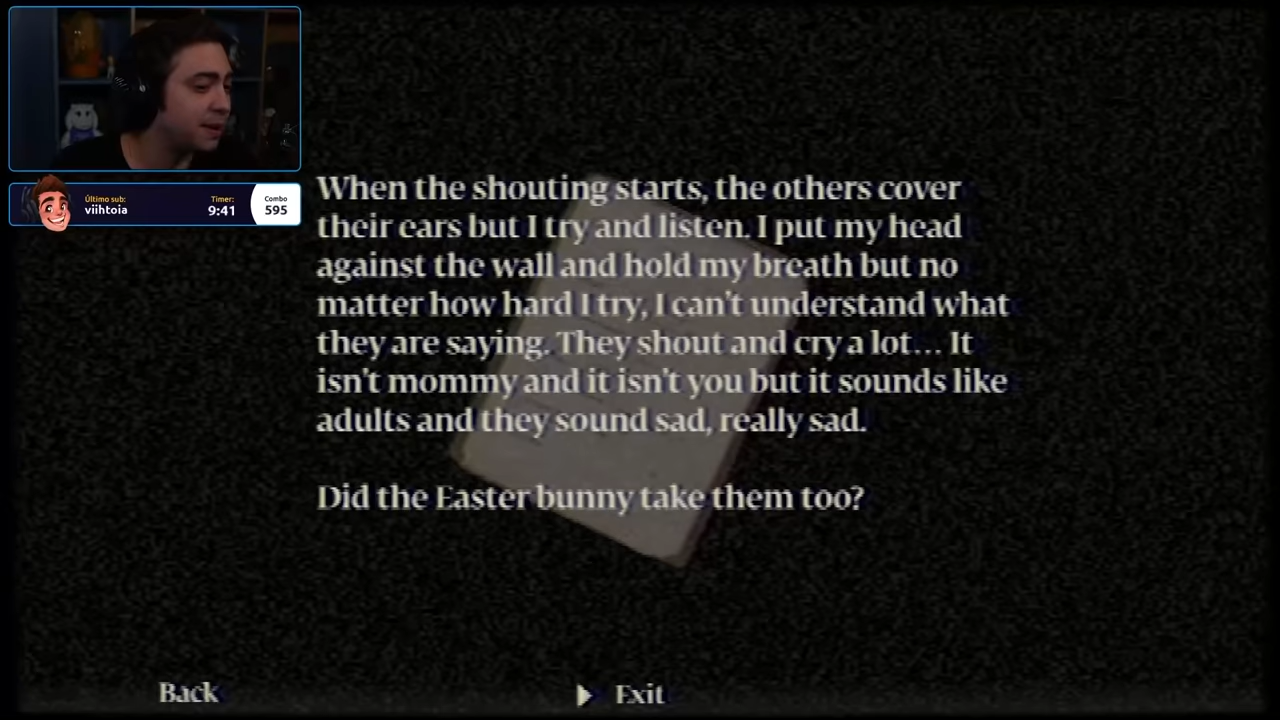 Último sub:
viihtoia
Timer:
9:41
Combo
595
When the shouting starts, the others cover
their ears but I try and listen. I put my head
against the wall and hold my breath but no
matter how hard I try, I can't understand what
they are saying. They shout and cry a lot... It
isn't mommy and it isn't you but it sounds like
adults and they sound sad, really sad.
Did the Easter bunny take them too?
Back
Exit